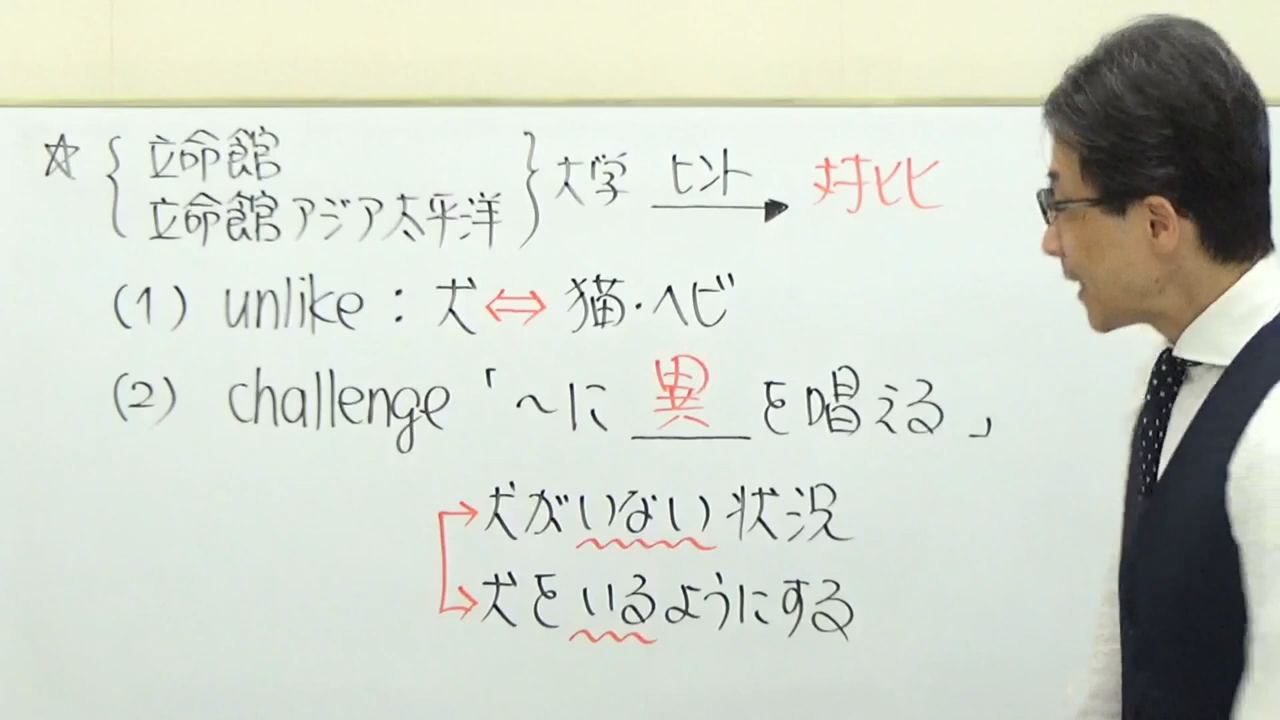 ☆ { 立命館
立命館アジア太平洋 } 大学 ヒント → 対比
(1) unlike : 犬 ⇔ 猫・ヘビ
(2) challenge 「～に 異 を唱える」
犬がいない状況
犬をいるようにする